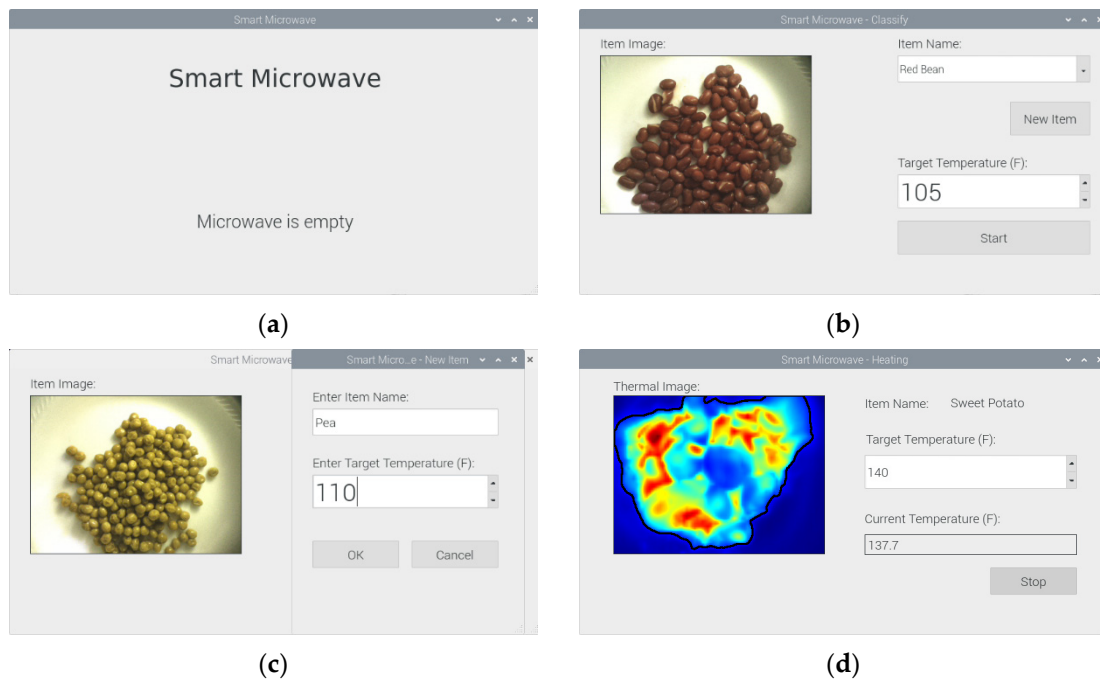 Smart Microwave
Smart Microwave
Microwave is empty
(a)
Smart Microwave - Classify
Item Image:
Item Name:
Red Bean
New Item
Target Temperature (F):
105
Start
(b)
Smart Microwave
Item Image:
Smart Micro...e - New Item
Enter Item Name:
Pea
Enter Target Temperature (F):
110
OK Cancel
(c)
Smart Microwave - Heating
Thermal Image:
Item Name: Sweet Potato
Target Temperature (F):
140
Current Temperature (F):
137.7
Stop
(d)